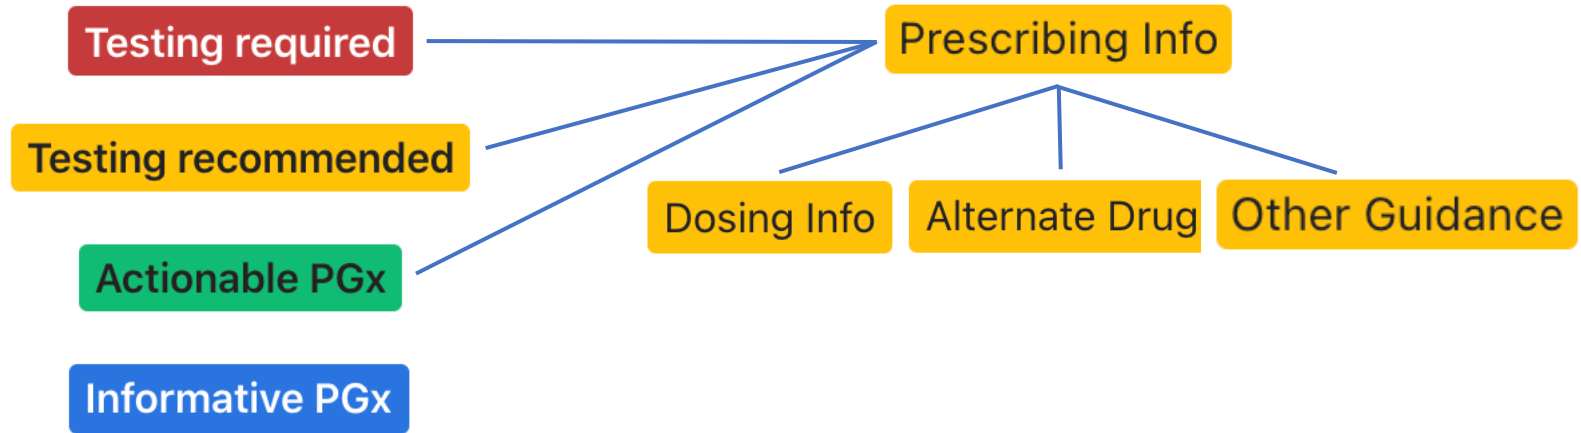 Testing required
Prescribing Info
Testing recommended
Dosing Info
Alternate Drug
Other Guidance
Actionable PGx
Informative PGx